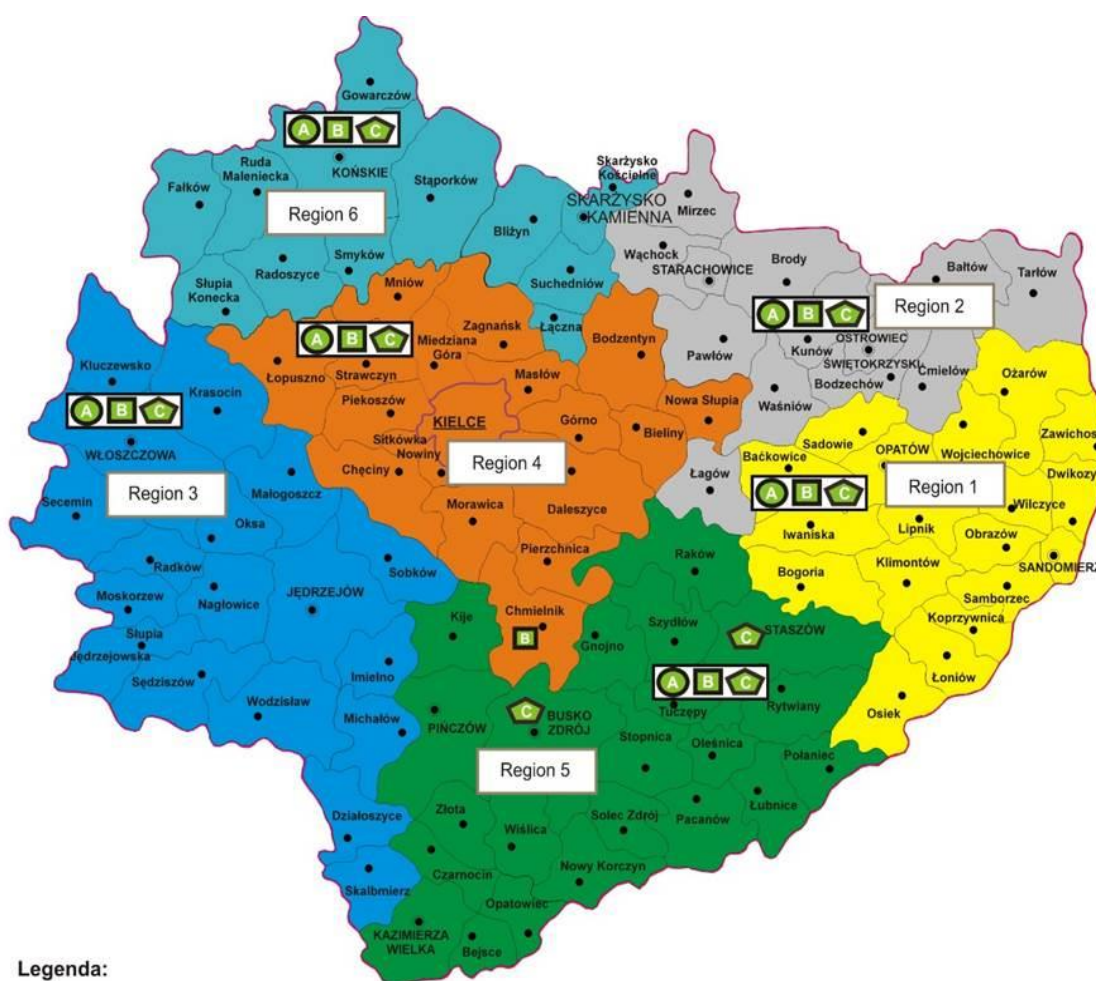 Gowarczów
A B C
KOŃSKIE
Ruda
Maleniecka
Fałków
Stąporków
Region 6
Skarżysko
Kościelne
SKARŻYSKO
KAMIENNA
Bliżyn
Mirzec
Wąchock
STARACHOWICE
Brody
Bałtów
Tarłów
Radoszyce
Smyków
Słupia
Konecka
Suchedniów
Łączna
Mniów
A B C
Region 2
A B C
Zagnańsk
Miedziana
Góra
Bodzentyn
Pawłów
Kunów
OSTROWIEC
ŚWIĘTOKRZYSKI
Bodzechów
Ćmielów
Kluczewsko
Krasocin
Łopuszno
Strawczyn
Masłów
Ożarów
A B C
WŁOSZCZOWA
Piekoszów
KIELCE
Górno
Bieliny
Nowa Słupia
Waśniów
Sadowie
OPATÓW
Wojciechowice
Zawichos
Sitkówka
Nowiny
Chęciny
Region 4
Łagów
Baćkowice
Dwikozy
Region 3
Małogoszcz
A B C
Region 1
Secemin
Morawica
Daleszyce
Iwaniska
Lipnik
Wilczyce
Oksa
Obrazów
Radków
Sobków
Pierzchnica
Raków
Bogoria
Klimontów
SANDOMIERZ
Moskorzew
Nagłowice
JĘDRZEJÓW
Samborzec
Słupia
Jędrzejowska
Kije
Chmielnik
B
Gnojno
Szydłów
C
STASZÓW
Koprzywnica
Sędziszów
Imielno
A B C
Łoniów
Wodzisław
Michałów
PIŃCZÓW
C
BUSKO
ZDRÓJ
Tuczępy
Rytwiany
Osiek
Stopnica
Oleśnica
Połaniec
Region 5
Działoszyce
Złota
Wiślica
Solec Zdrój
Pacanów
Łubnice
Skalbmierz
Czarnocin
Nowy Korczyn
Opatowiec
KAZIMIERZA
WIELKA
Bejsce
Legenda: